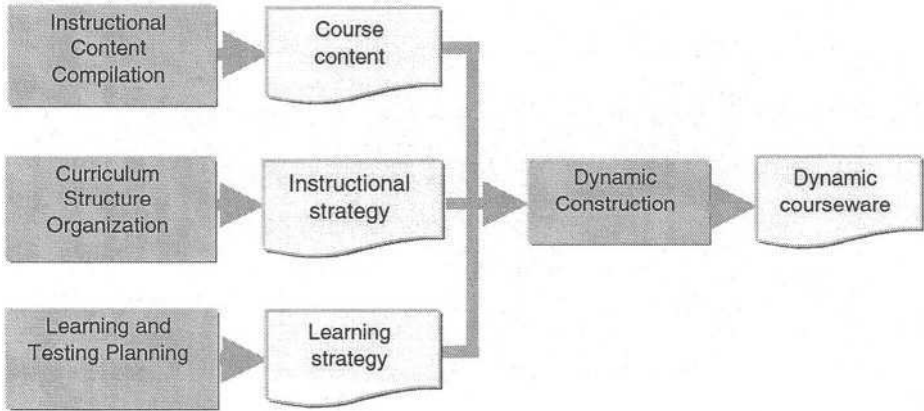 Instructional
Content
Compilation
Course
content
Curriculum
Structure
Organization
Instructional
strategy
Dynamic
Construction
Dynamic
courseware
Learning and
Testing Planning
Learning
strategy